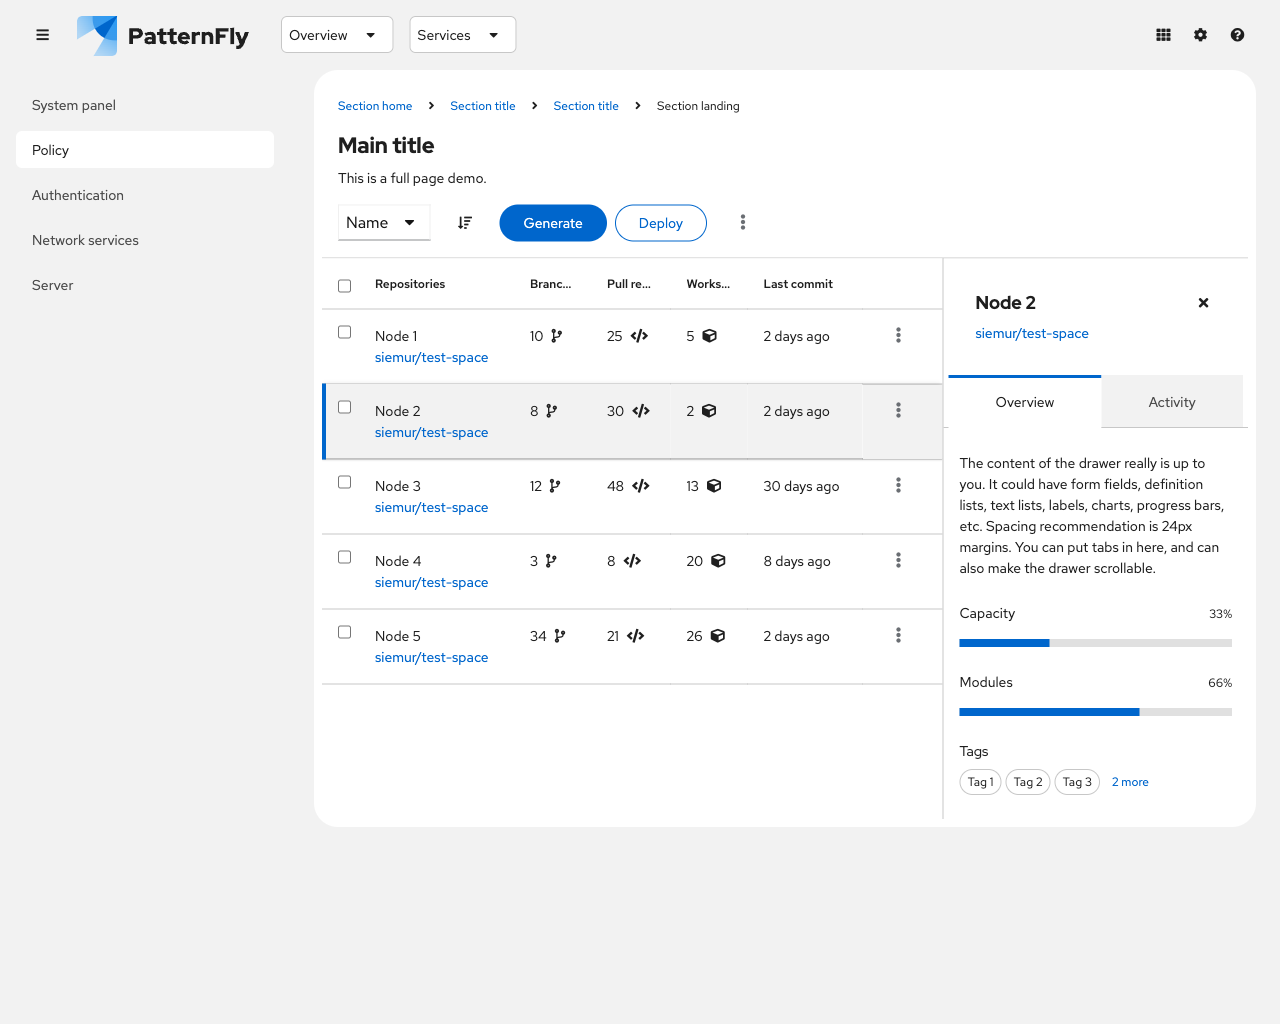 PatternFly
Overview
Services
System panel
Policy
Authentication
Network services
Server
Section home
Section title
Section title
Section landing
Main title
This is a full page demo.
Name
Generate
Deploy
Repositories Branc... Pull re... Works... Last commit
Node 1 10 25 5 2 days ago
siemur/test-space
Node 2 8 30 2 2 days ago
siemur/test-space
Node 3 12 48 13 30 days ago
siemur/test-space
Node 4 3 8 20 8 days ago
siemur/test-space
Node 5 34 21 26 2 days ago
siemur/test-space
Node 2
siemur/test-space
Overview
Activity
The content of the drawer really is up to
you. It could have form fields, definition
lists, text lists, labels, charts, progress bars,
etc. Spacing recommendation is 24px
margins. You can put tabs in here, and can
also make the drawer scrollable.
Capacity 33%
Modules 66%
Tags
Tag 1 Tag 2 Tag 3 2 more